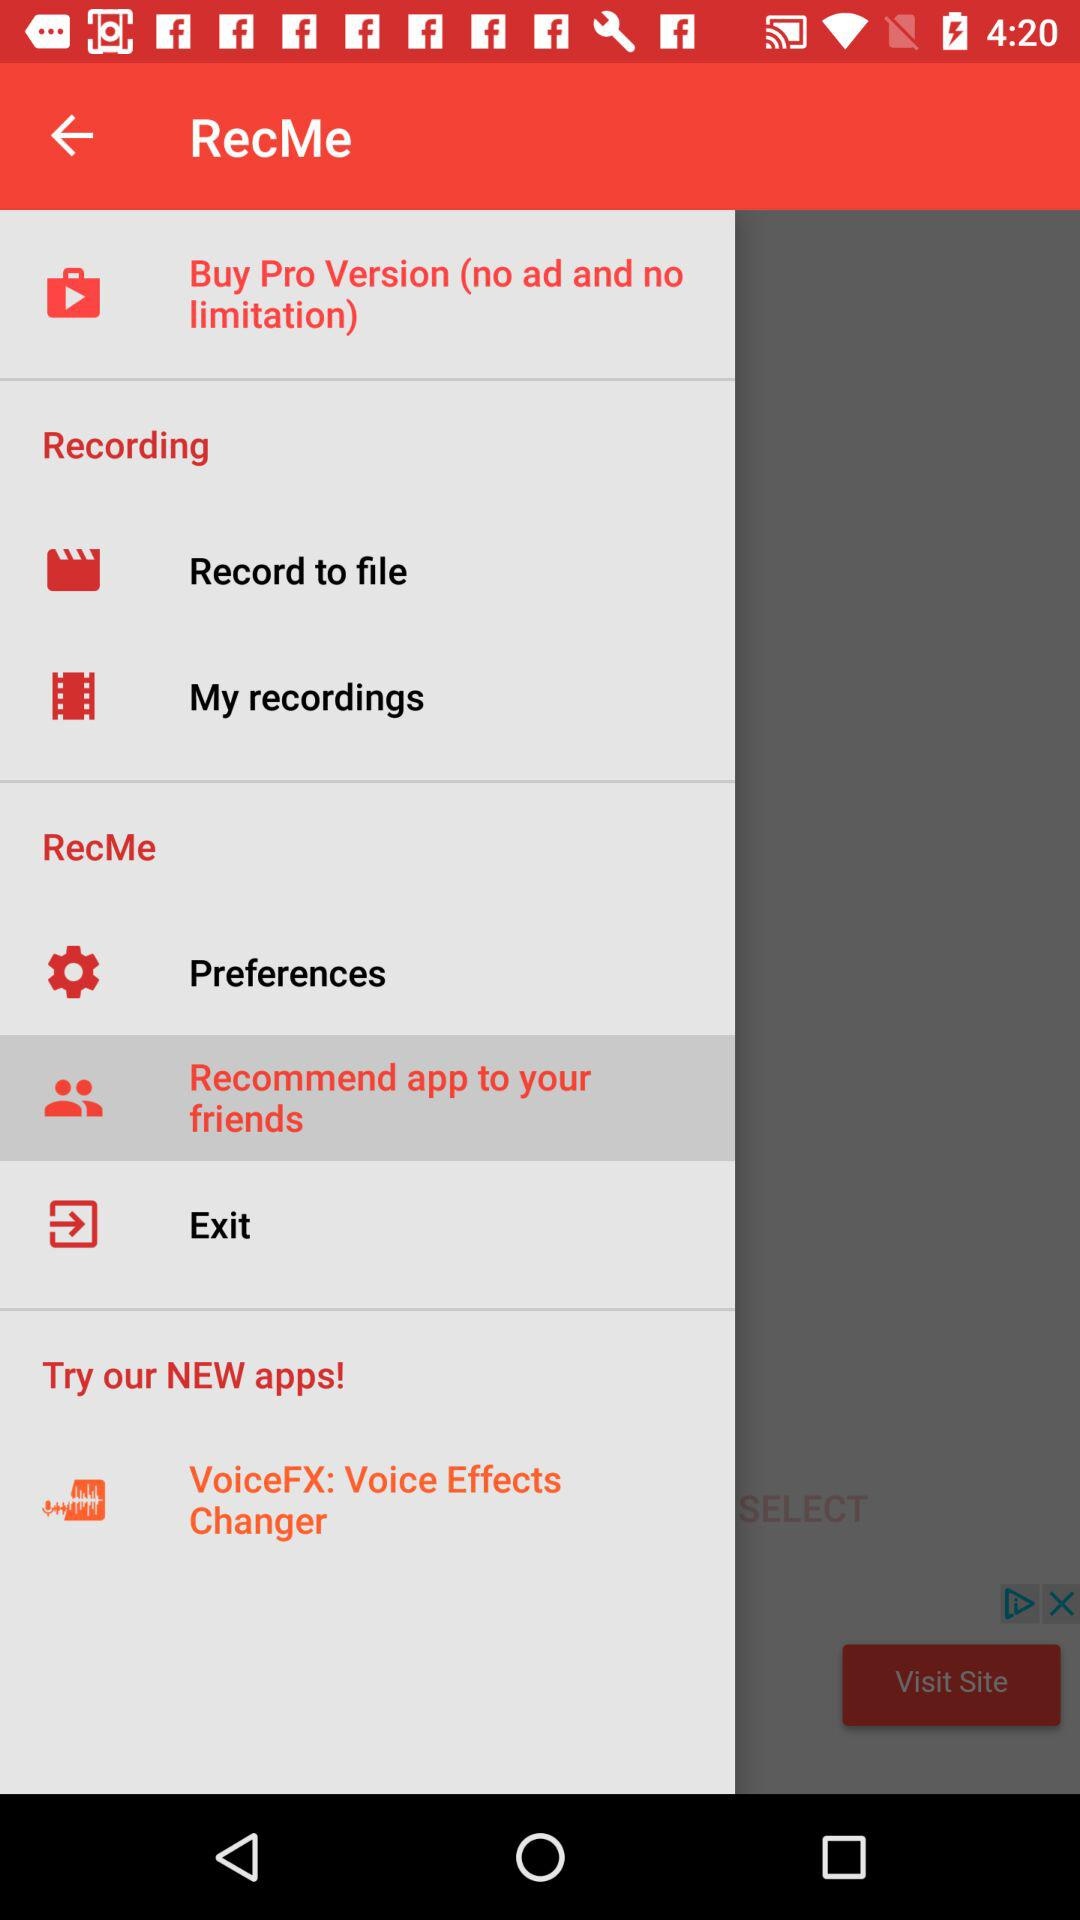 4:20
RecMe
Buy Pro Version (no ad and no
limitation)
Recording
Record to file
My recordings
RecMe
Preferences
Recommend app to your
friends
Exit
Try our NEW apps!
VoiceFX: Voice Effects
Changer
SELECT
Visit Site